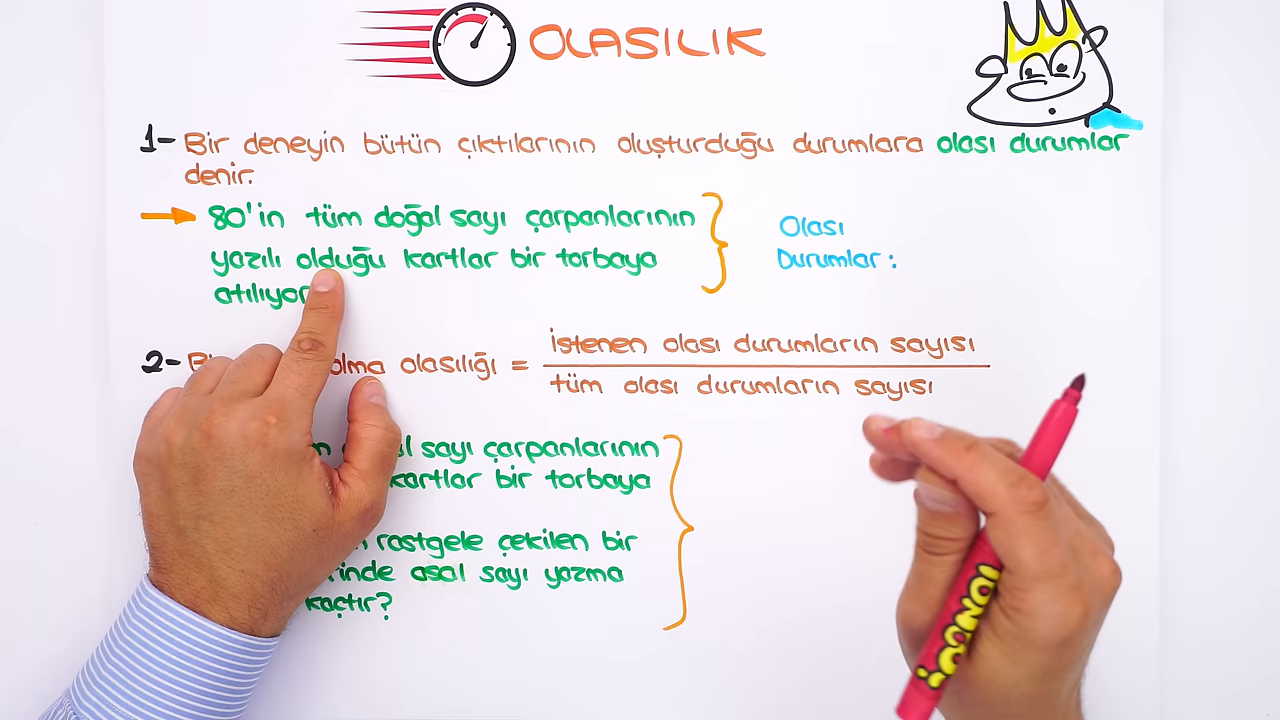 OLASILIK
1- Bir deneyin bütün çıktılarının oluşturduğu durumlara olası durumlar
denir.
80'in tüm doğal sayı çarpanlarının
yazılı olduğu kartlar bir torbaya
atılıyor
Olası
Durumlar :
2- olma olasılığı = istenen olası durumların sayısı
tüm olası durumların sayısı
sayı çarpanlarının
kartlar bir torbaya
rastgele çekilen bir
asal sayı yazma
kaçtır?
TONGUÇ